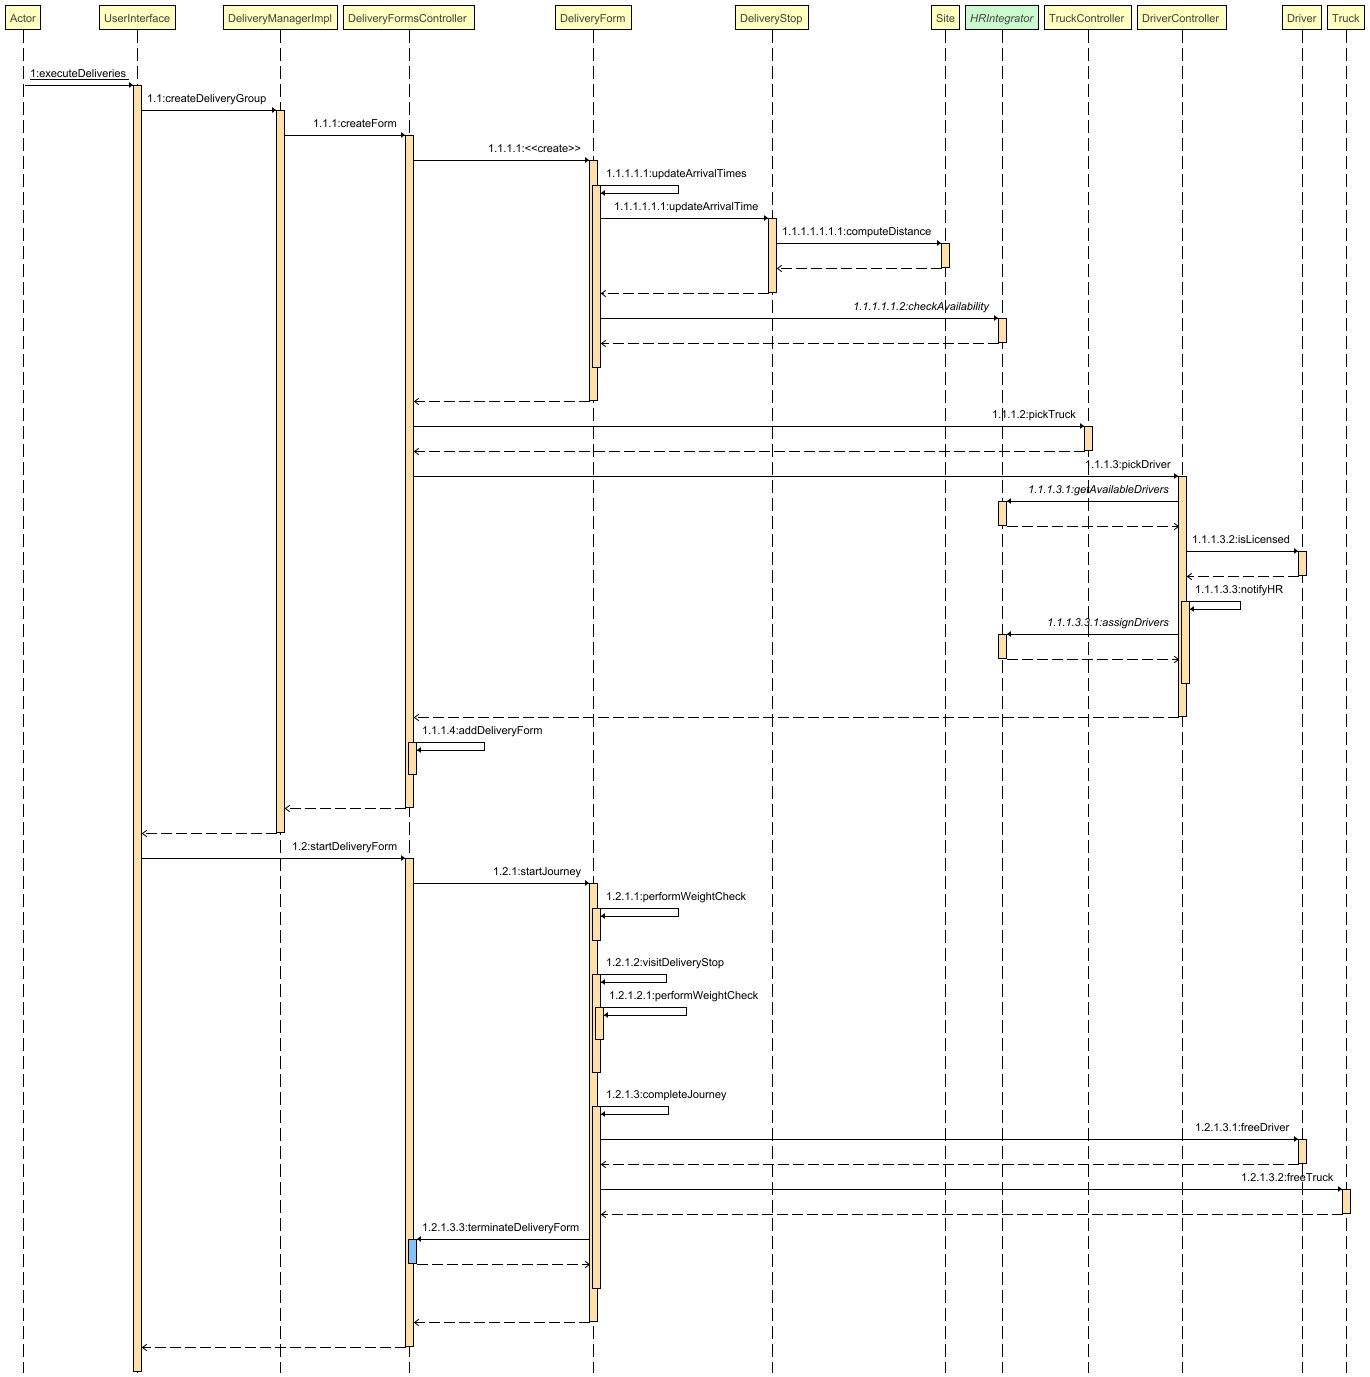 Actor UserInterface DeliveryManagerImpl DeliveryFormsController DeliveryForm DeliveryStop Site HRIntegrator TruckController DriverController Driver Truck
1:executeDeliveries
1.1:createDeliveryGroup
1.1.1:createForm
1.1.1.1:<<create>>
1.1.1.1.1:updateArrivalTimes
1.1.1.1.1.1:updateArrivalTime
1.1.1.1.1.1.1:computeDistance
1.1.1.1.1.2:checkAvailability
1.1.1.2:pickTruck
1.1.1.3:pickDriver
1.1.1.3.1:getAvailableDrivers
1.1.1.3.2:isLicensed
1.1.1.3.3:notifyHR
1.1.1.3.3.1:assignDrivers
1.1.1.4:addDeliveryForm
1.2:startDeliveryForm
1.2.1:startJourney
1.2.1.1:performWeightCheck
1.2.1.2:visitDeliveryStop
1.2.1.2.1:performWeightCheck
1.2.1.3:completeJourney
1.2.1.3.1:freeDriver
1.2.1.3.2:freeTruck
1.2.1.3.3:terminateDeliveryForm